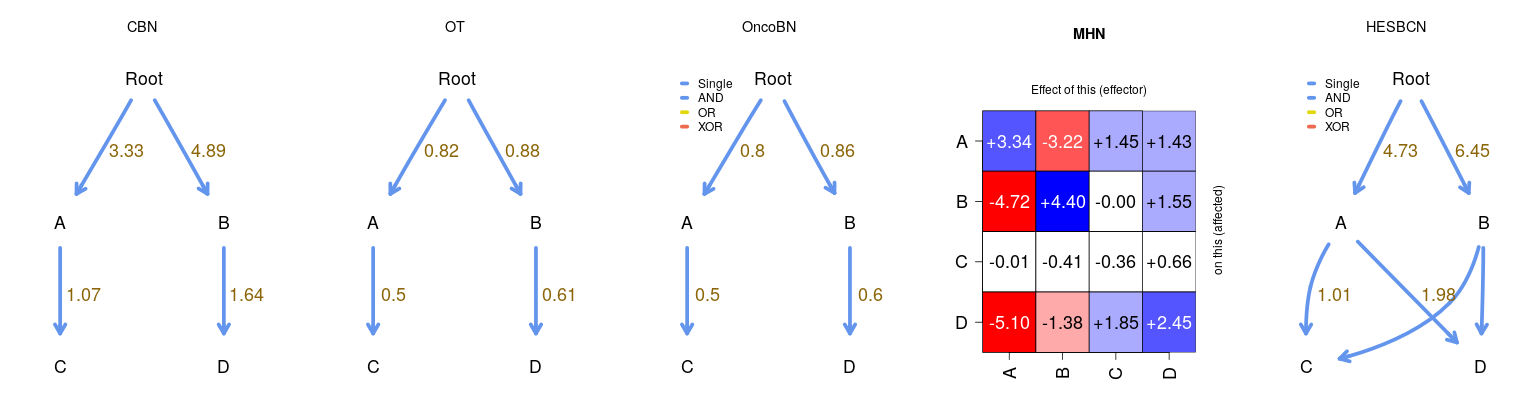 CBN
Root
3.33
4.89
A
B
1.07
1.64
C
D
OT
Root
0.82
0.88
A
B
0.5
0.61
C
D
OncoBN
Single
AND
OR
XOR
Root
0.8
0.86
A
B
0.5
0.6
C
D
MHN
Effect of this (effector)
A +3.34 -3.22 +1.45 +1.43
B -4.72 +4.40 -0.00 +1.55
C -0.01 -0.41 -0.36 +0.66
D -5.10 -1.38 +1.85 +2.45
A B C D
on this (affected)
HESBCN
Single
AND
OR
XOR
Root
4.73
6.45
A
B
1.01
1.98
C
D